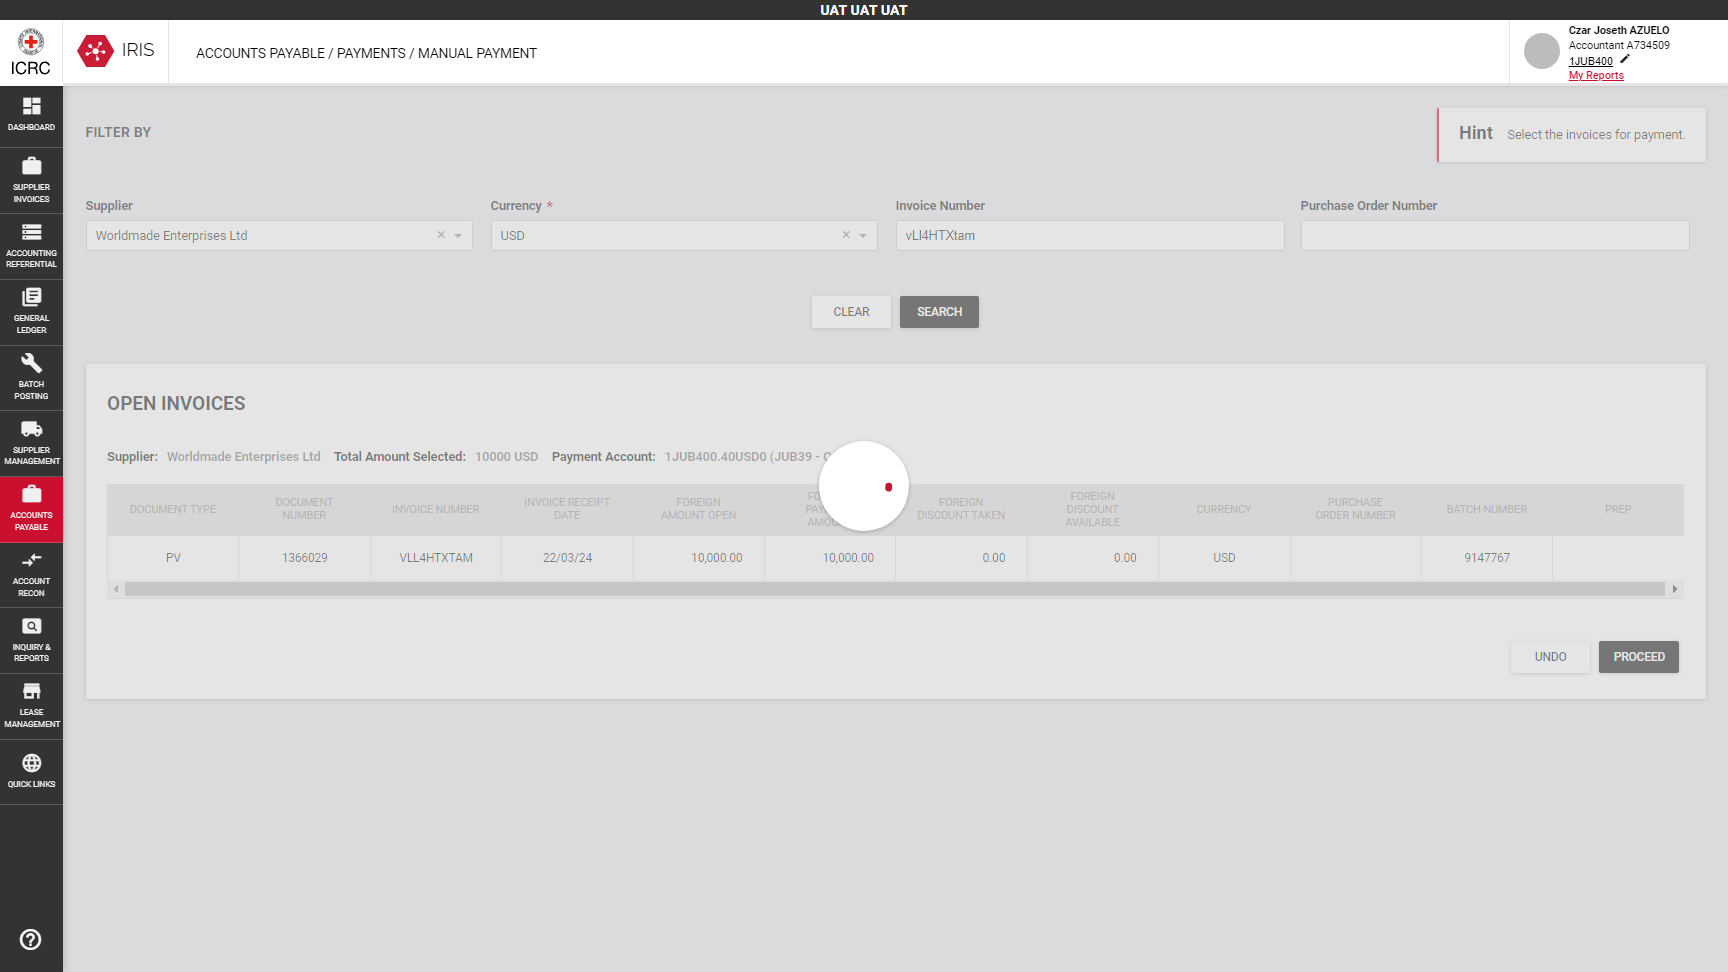 UAT UAT UAT
ICRC
IRIS
ACCOUNTS PAYABLE / PAYMENTS / MANUAL PAYMENT
Czar Joseth AZUELO
Accountant A734509
1JUB400
My Reports
DASHBOARD
SUPPLIER
INVOICES
ACCOUNTING
REFERENTIAL
GENERAL
LEDGER
BATCH
POSTING
SUPPLIER
MANAGEMENT
ACCOUNTS
PAYABLE
ACCOUNT
RECON
INQUIRY &
REPORTS
LEASE
MANAGEMENT
QUICK LINKS
FILTER BY
Hint Select the invoices for payment.
Supplier
Worldmade Enterprises Ltd
Currency *
USD
Invoice Number
vLl4HTXtam
Purchase Order Number
CLEAR
SEARCH
OPEN INVOICES
Supplier: Worldmade Enterprises Ltd Total Amount Selected: 10000 USD Payment Account: 1JUB400.40USD0 (JUB39 -
DOCUMENT TYPE
DOCUMENT
NUMBER
INVOICE NUMBER
INVOICE RECEIPT
DATE
FOREIGN
AMOUNT OPEN
FOREIGN
DISCOUNT TAKEN
FOREIGN
DISCOUNT
AVAILABLE
CURRENCY
PURCHASE
ORDER NUMBER
BATCH NUMBER
PREP
PV 1366029 VLL4HTXTAM 22/03/24 10,000.00 10,000.00 0.00 0.00 USD 9147767
UNDO
PROCEED